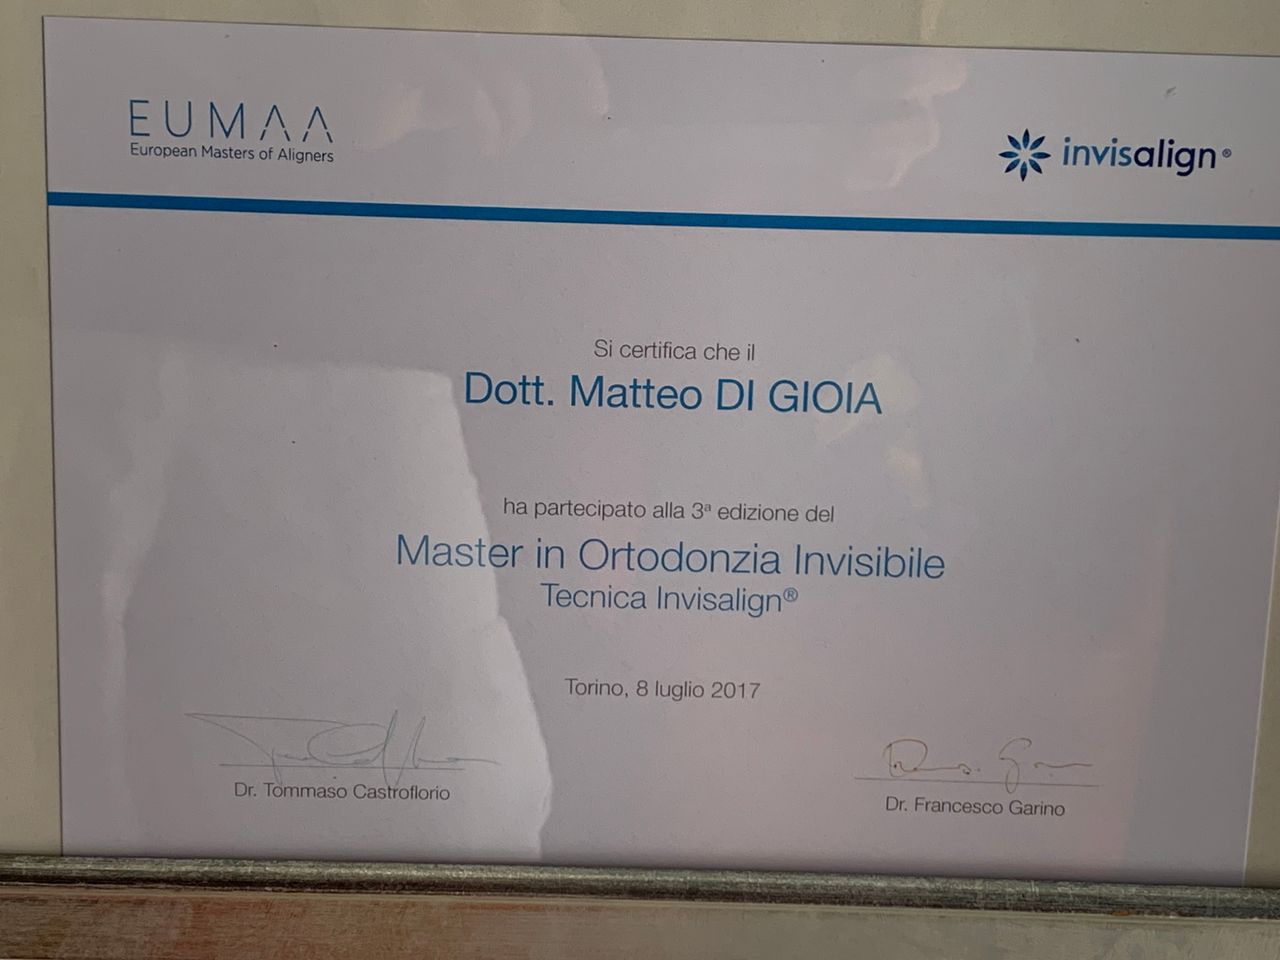 EUMAA
European Masters of Aligners
invisalign®
Si certifica che il
Dott. Matteo DI GIOIA
ha partecipato alla 3ª edizione del
Master in Ortodonzia Invisibile
Tecnica Invisalign®
Torino, 8 luglio 2017
Dr. Tommaso Castroflorio
Dr. Francesco Garino